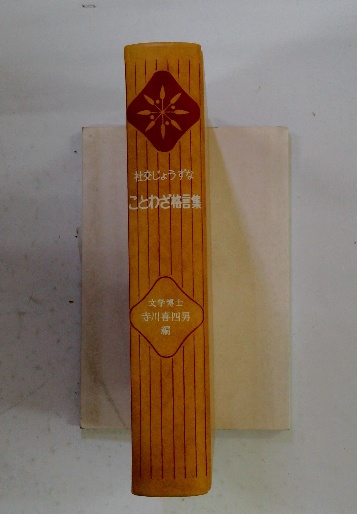 社交じょうずな
ことわざ格言集
文学博士
寺川喜四男
編